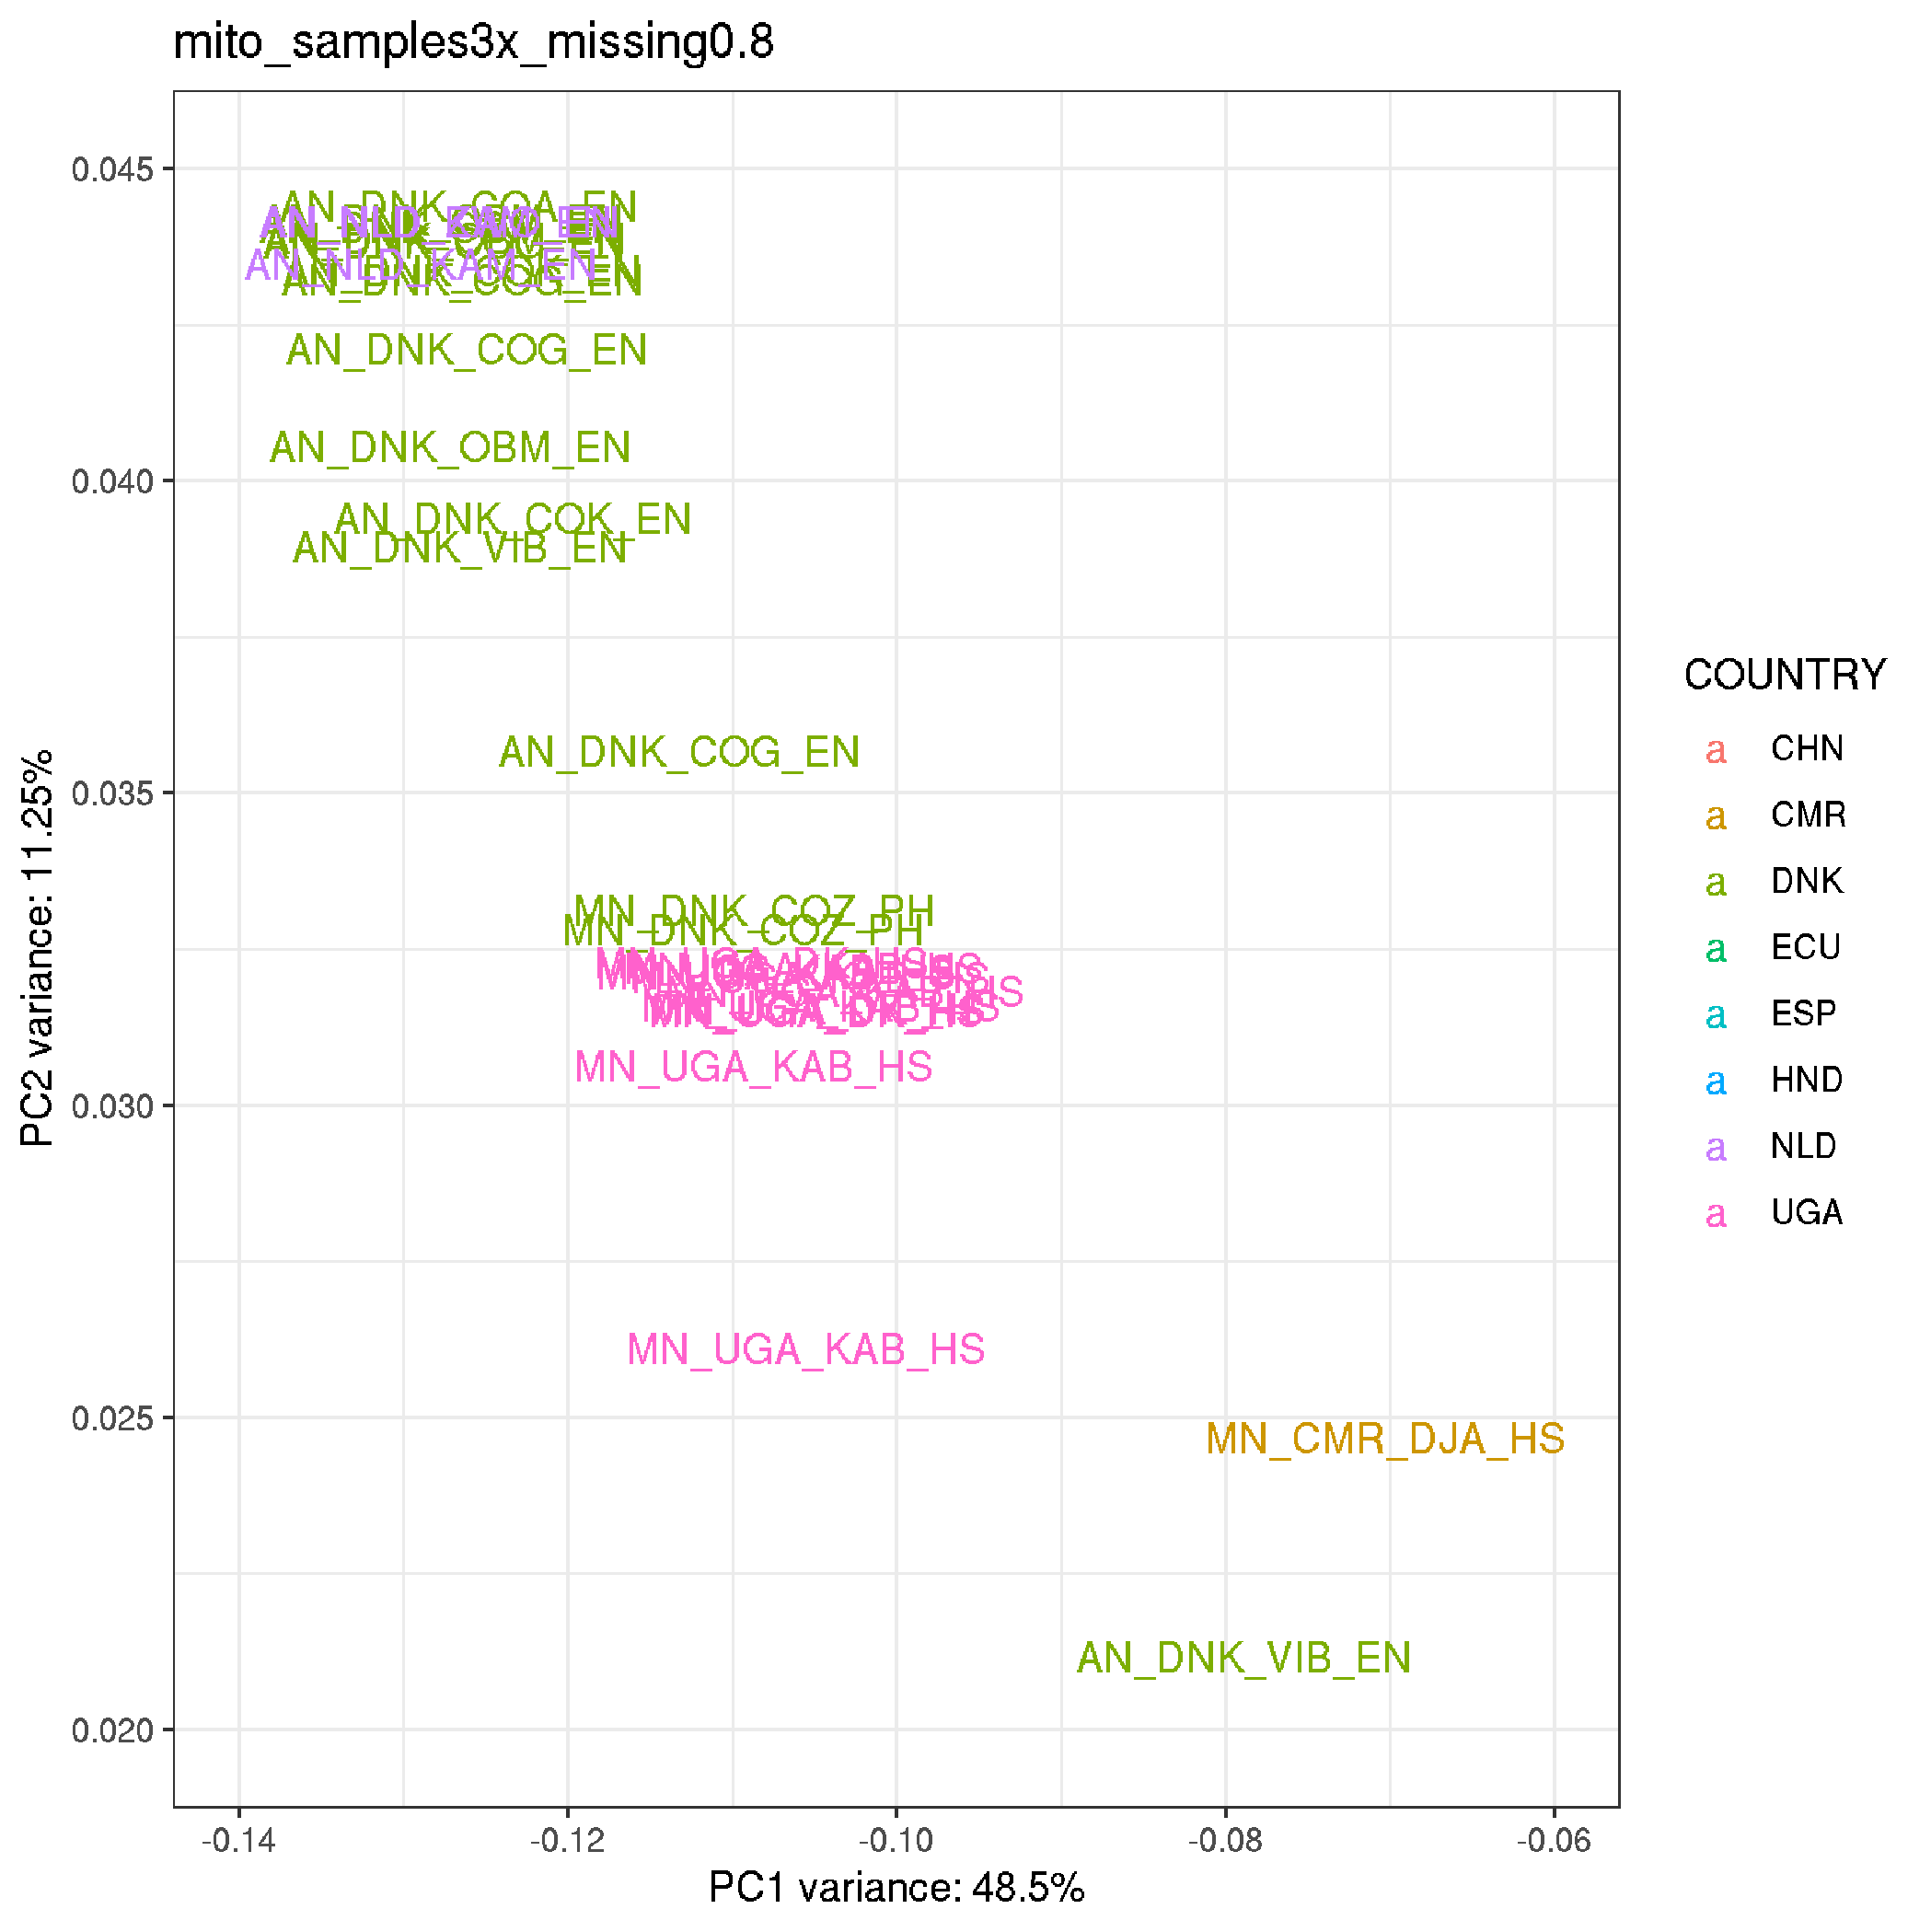 mito_samples3x_missing0.8
0.045
0.040
0.035
0.030
0.025
0.020
PC2 variance: 11.25%
AN_DNK_COA_EN
AN_NLD_KAM_EN
AN_DNK_COG_EN
AN_DNK_COG_EN
AN_DNK_OBM_EN
AN_DNK_COK_EN
AN_DNK_VIB_EN
AN_DNK_COG_EN
MN_DNK_COZ_PH
MN_DNK_COZ_PH
MN_UGA_DK_HS
MN_UGA_KAB_HS
MN_UGA_KAB_HS
MN_CMR_DJA_HS
AN_DNK_VIB_EN
-0.14
-0.12
-0.10
-0.08
-0.06
PC1 variance: 48.5%
COUNTRY
a CHN
a CMR
a DNK
a ECU
a ESP
a HND
a NLD
a UGA